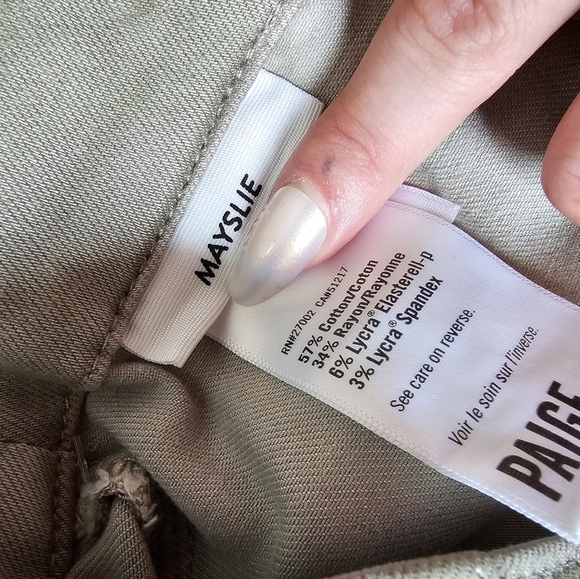 MAYSLIE
RN#27002 CA#51217
57% Cotton/Coton
34% Rayon/Rayonne
6% Lycra® Elasterell-p
3% Lycra® Spandex
See care on reverse.
Voir le soin sur l'inverse.
PAIGE